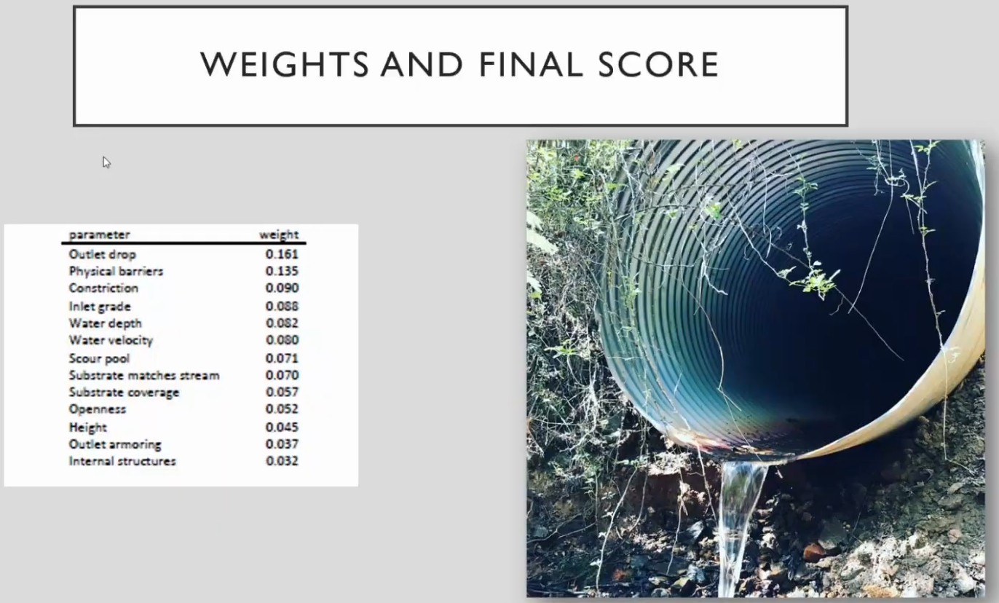 WEIGHTS AND FINAL SCORE
parameter weight
Outlet drop 0.161
Physical barriers 0.135
Constriction 0.090
Inlet grade 0.088
Water depth 0.082
Water velocity 0.080
Scour pool 0.071
Substrate matches stream 0.070
Substrate coverage 0.057
Openness 0.052
Height 0.045
Outlet armoring 0.037
Internal structures 0.032